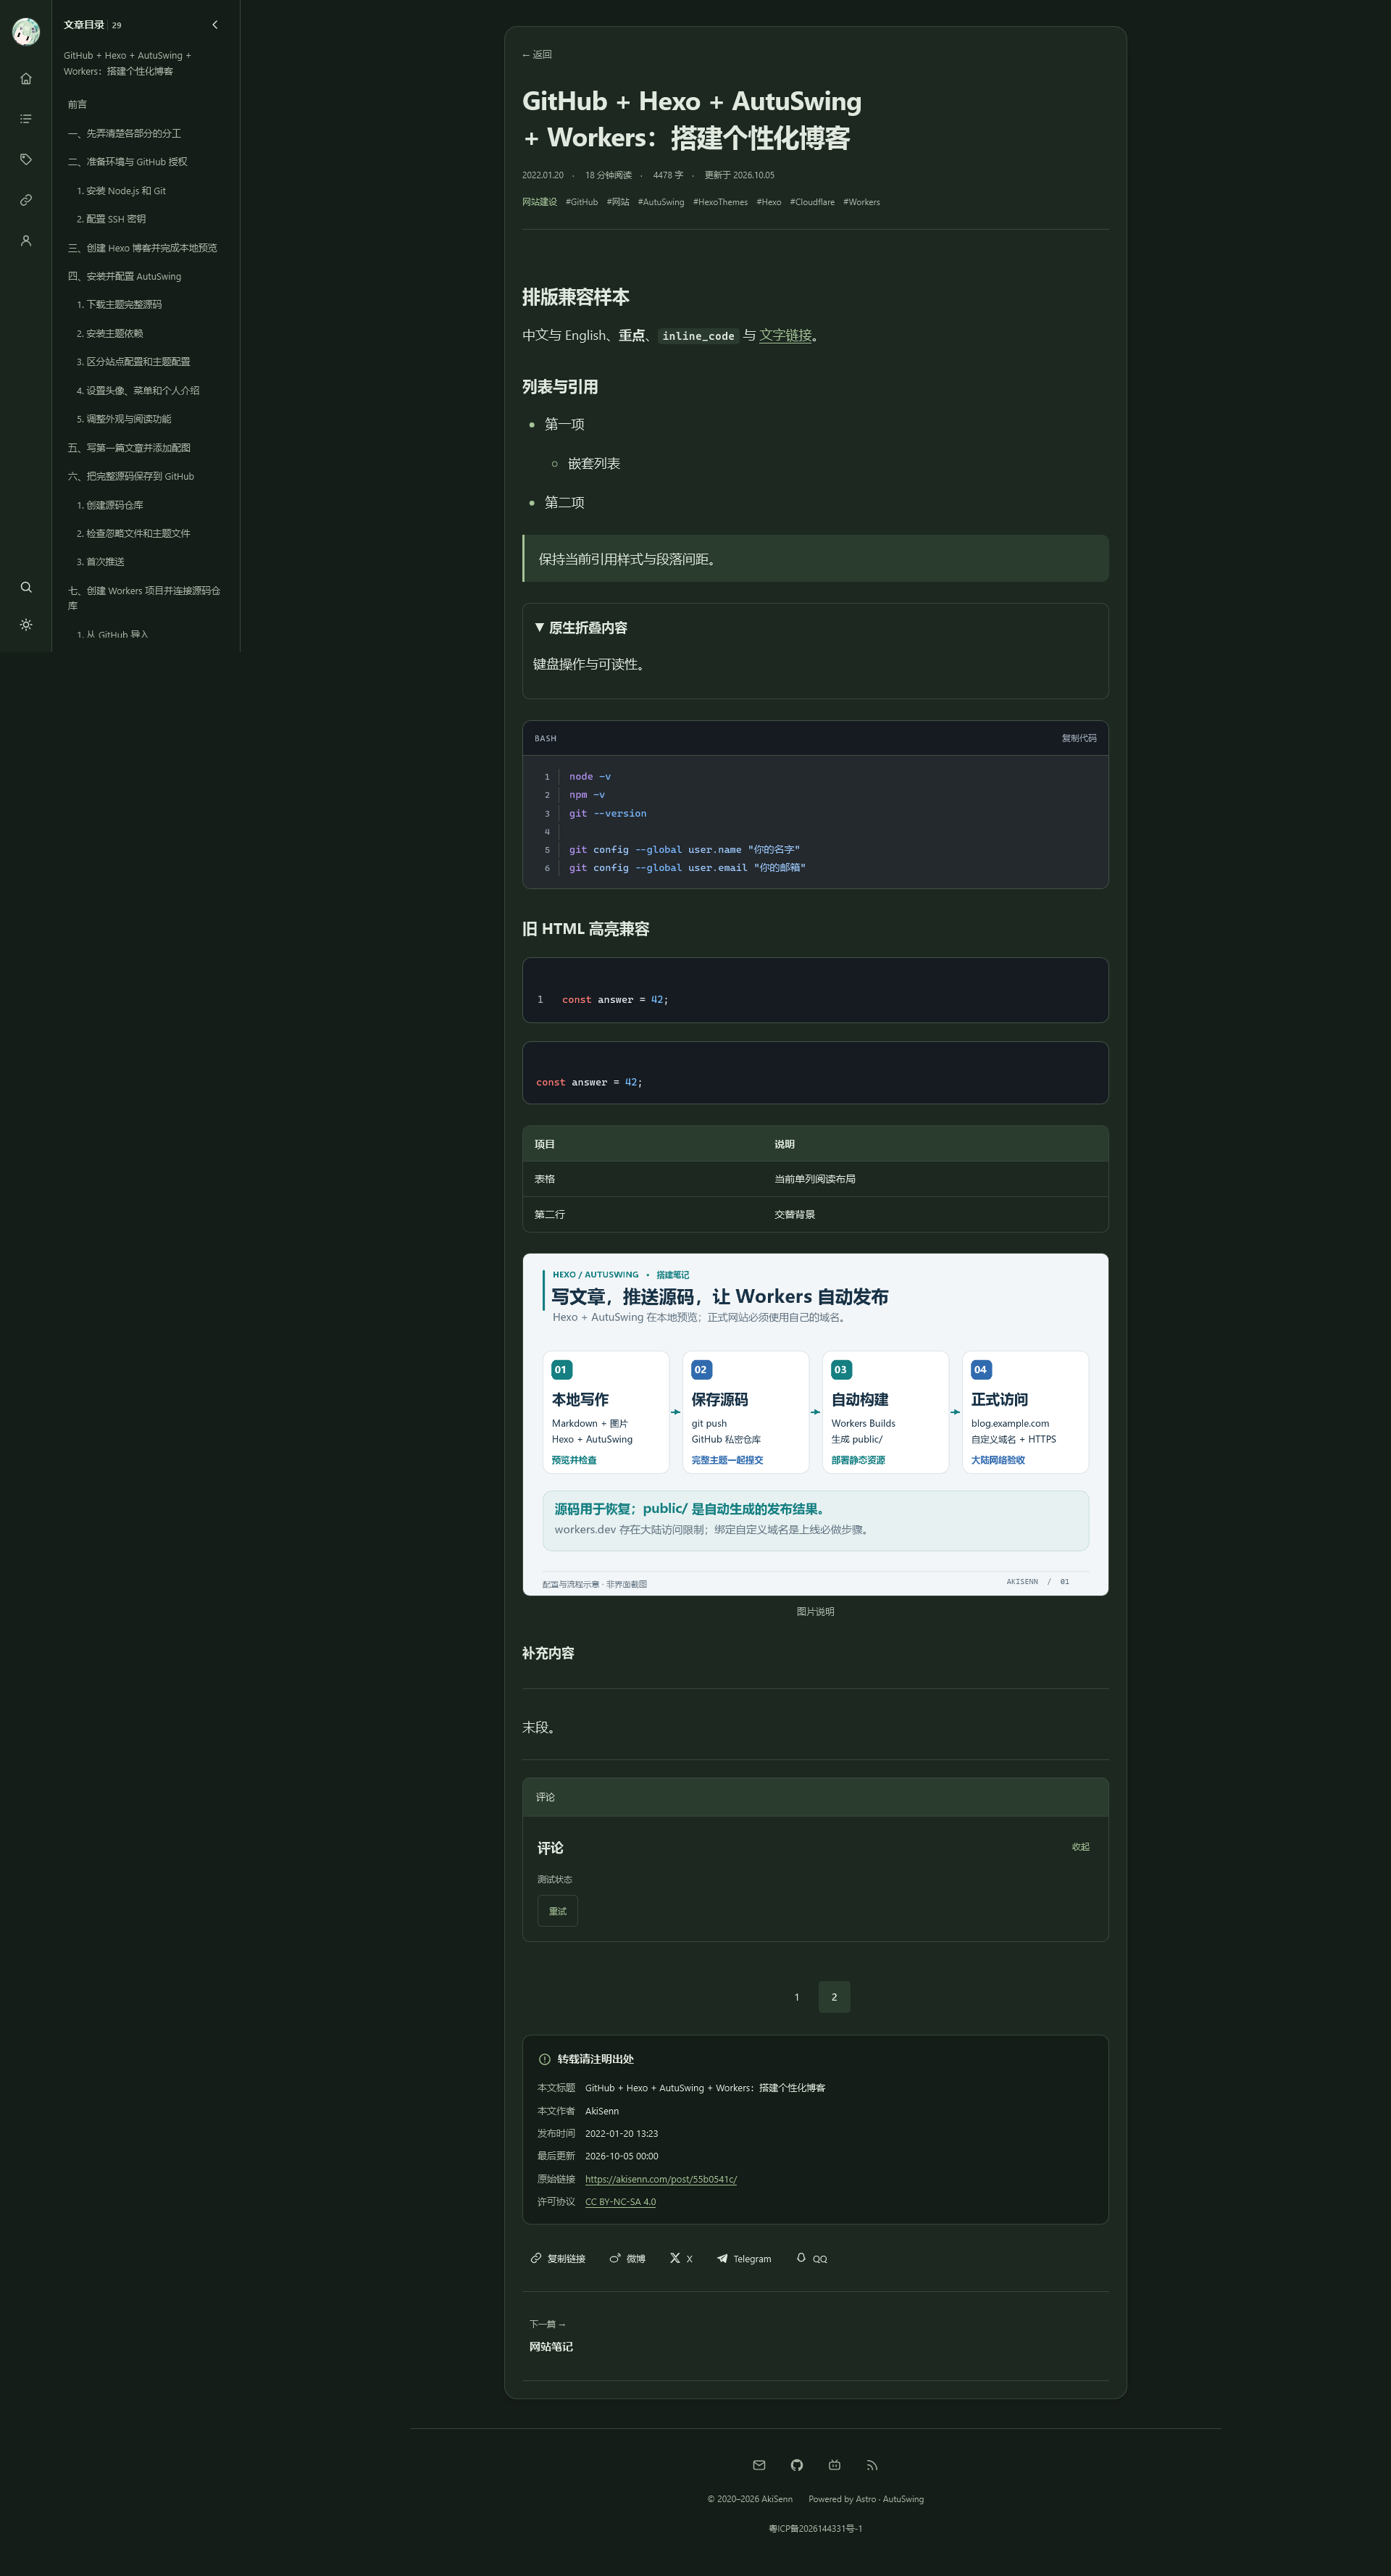 文章目录 29
GitHub + Hexo + AutuSwing +
Workers：搭建个性化博客
前言
一、先弄清楚各部分的分工
二、准备环境与 GitHub 授权
1. 安装 Node.js 和 Git
2. 配置 SSH 密钥
三、创建 Hexo 博客并完成本地预览
四、安装并配置 AutuSwing
1. 下载主题完整源码
2. 安装主题依赖
3. 区分站点配置和主题配置
4. 设置头像、菜单和个人介绍
5. 调整外观与阅读功能
五、写第一篇文章并添加配图
六、把完整源码保存到 GitHub
1. 创建源码仓库
2. 检查忽略文件和主题文件
3. 首次推送
七、创建 Workers 项目并连接源码仓
库
1. 从 GitHub 导入
← 返回
GitHub + Hexo + AutuSwing
+ Workers：搭建个性化博客
2022.01.20 · 18 分钟阅读 · 4478 字 · 更新于 2026.10.05
网站建设 #GitHub #网站 #AutuSwing #HexoThemes #Hexo #Cloudflare #Workers
排版兼容样本
中文与 English、重点、inline_code 与 文字链接。
列表与引用
第一项
嵌套列表
第二项
保持当前引用样式与段落间距。
▼ 原生折叠内容
键盘操作与可读性。
BASH 复制代码
1 node -v
2 npm -v
3 git --version
4
5 git config --global user.name "你的名字"
6 git config --global user.email "你的邮箱"
旧 HTML 高亮兼容
1 const answer = 42;
const answer = 42;
项目 说明
表格 当前单列阅读布局
第二行 交替背景
HEXO / AUTUSWING • 搭建笔记
写文章，推送源码，让 Workers 自动发布
Hexo + AutuSwing 在本地预览；正式网站必须使用自己的域名。
01 02 03 04
本地写作 保存源码 自动构建 正式访问
Markdown + 图片 git push Workers Builds blog.example.com
Hexo + AutuSwing GitHub 私密仓库 生成 public/ 自定义域名 + HTTPS
预览并检查 完整主题一起提交 部署静态资源 大陆网络验收
源码用于恢复；public/ 是自动生成的发布结果。
workers.dev 存在大陆访问限制；绑定自定义域名是上线必做步骤。
配置与流程示意 · 非界面截图 AKISENN / 01
图片说明
补充内容
末段。
评论
评论 收起
测试状态
重试
1 2
转载请注明出处
本文标题 GitHub + Hexo + AutuSwing + Workers：搭建个性化博客
本文作者 AkiSenn
发布时间 2022-01-20 13:23
最后更新 2026-10-05 00:00
原始链接 https://akisenn.com/post/55b0541c/
许可协议 CC BY-NC-SA 4.0
复制链接 微博 X Telegram QQ
下一篇 →
网站笔记
© 2020–2026 AkiSenn Powered by Astro · AutuSwing
粤ICP备2026144331号-1